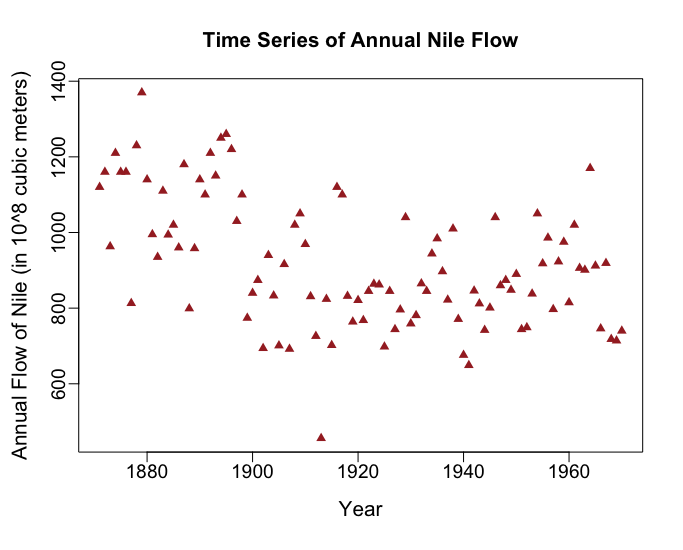 Time Series of Annual Nile Flow
Annual Flow of Nile (in 10^8 cubic meters)
1400
1200
1000
800
600
1880 1900 1920 1940 1960
Year